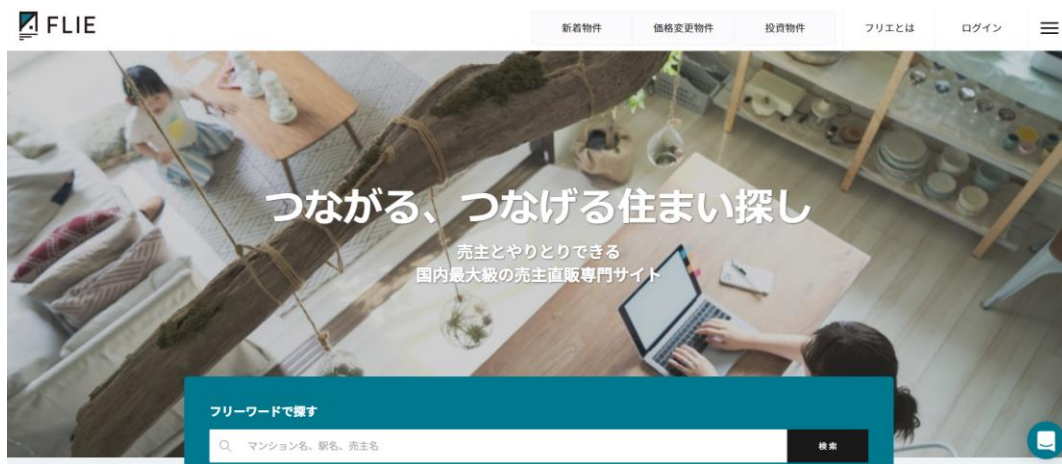 FLIE
新着物件
価格変更物件
投資物件
フリエとは
ログイン
つながる、つなげる住まい探し
売主とやりとりできる
国内最大級の売主直販専門サイト
フリーワードで探す
マンション名、駅名、売主名
検索